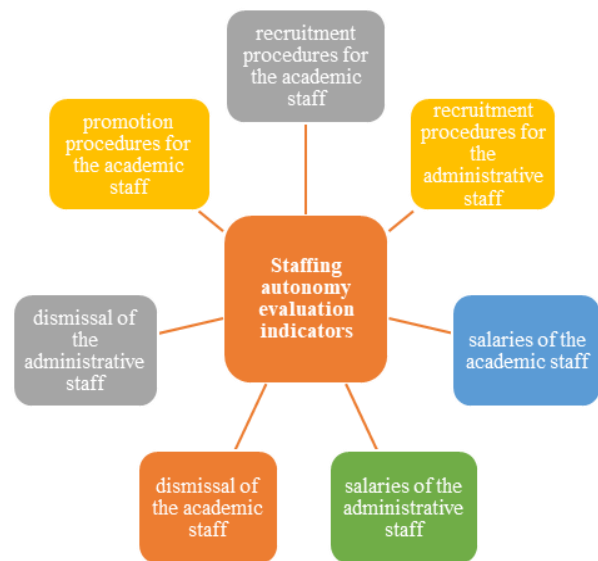 recruitment
procedures for
the academic
staff
recruitment
procedures for
the
administrative
staff
promotion
procedures for
the academic
staff
Staffing
autonomy
evaluation
indicators
dismissal of
the
administrative
staff
salaries of
the academic
staff
dismissal of
the academic
staff
salaries of the
administrative
staff